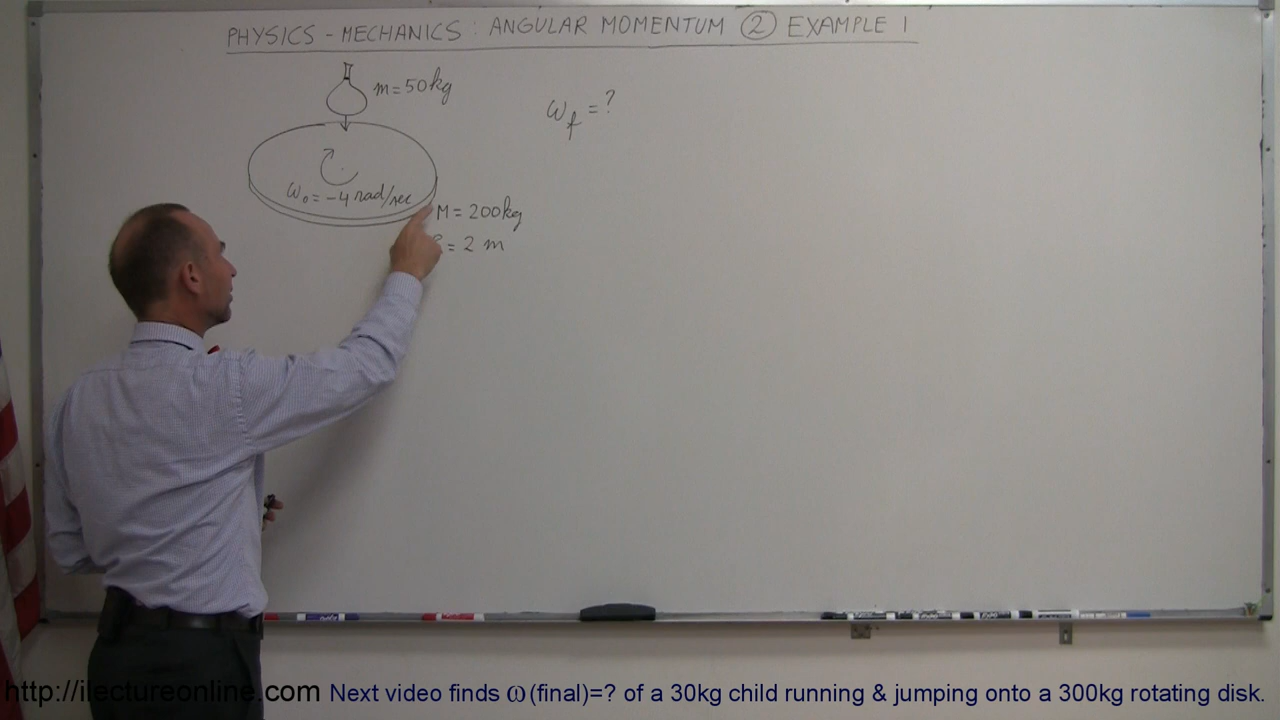 PHYSICS - MECHANICS : ANGULAR MOMENTUM ② EXAMPLE 1
m = 50 kg
ω_f = ?
ω₀ = -4 rad/sec
M = 200 kg
= 2 m
http://ilectureonline.com Next video finds ω (final)=? of a 30kg child running & jumping onto a 300kg rotating disk.